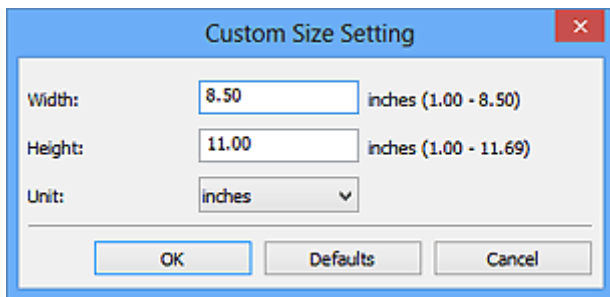 Custom Size Setting
Width: 8.50 inches (1.00 - 8.50)
Height: 11.00 inches (1.00 - 11.69)
Unit: inches
OK Defaults Cancel